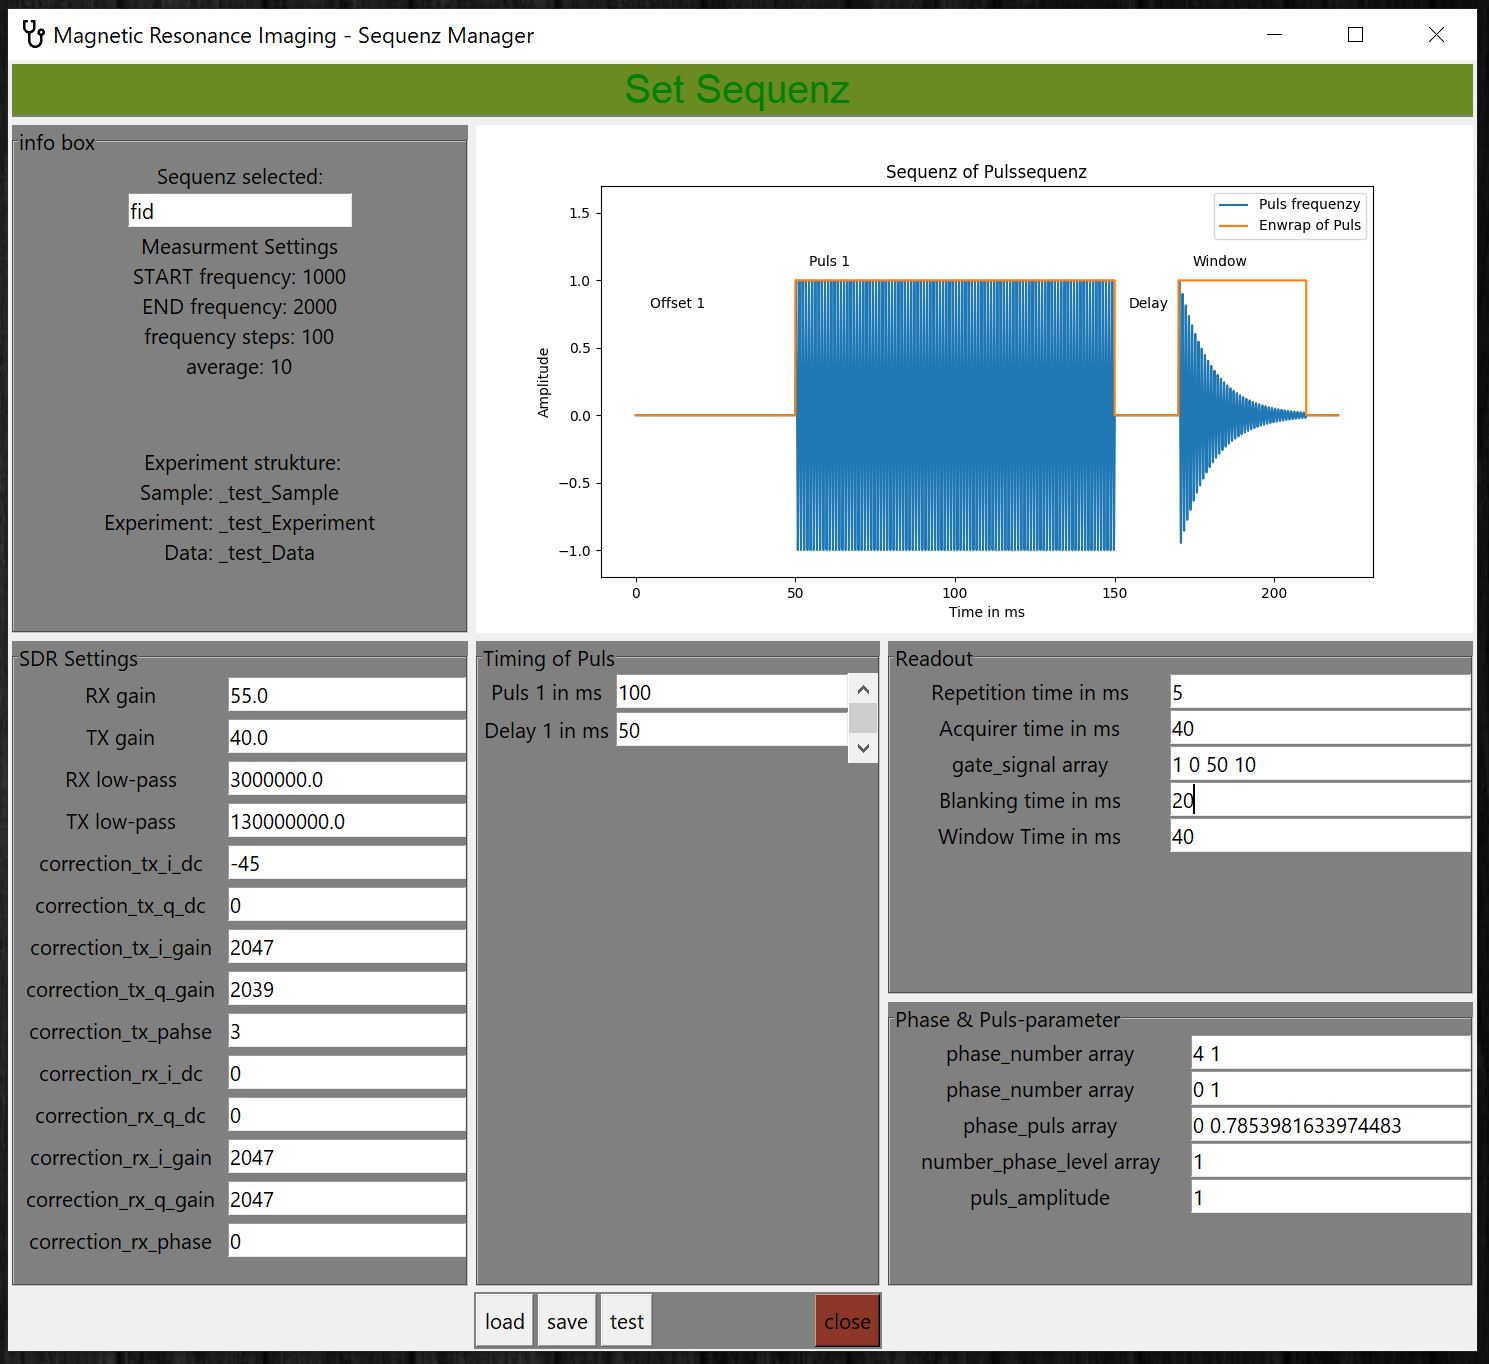 Magnetic Resonance Imaging - Sequenz Manager
Set Sequenz
info box
Sequenz selected:
fid
Measurment Settings
START frequency: 1000
END frequency: 2000
frequency steps: 100
average: 10
Experiment strukture:
Sample: _test_Sample
Experiment: _test_Experiment
Data: _test_Data
Sequenz of Pulssequenz
Puls frequenzy
Enwrap of Puls
Puls 1
Window
Offset 1
Delay
Amplitude
1.5
1.0
0.5
0.0
−0.5
−1.0
0 50 100 150 200
Time in ms
SDR Settings
RX gain 55.0
TX gain 40.0
RX low-pass 3000000.0
TX low-pass 130000000.0
correction_tx_i_dc -45
correction_tx_q_dc 0
correction_tx_i_gain 2047
correction_tx_q_gain 2039
correction_tx_pahse 3
correction_rx_i_dc 0
correction_rx_q_dc 0
correction_rx_i_gain 2047
correction_rx_q_gain 2047
correction_rx_phase 0
Timing of Puls
Puls 1 in ms 100
Delay 1 in ms 50
Readout
Repetition time in ms 5
Acquirer time in ms 40
gate_signal array 1 0 50 10
Blanking time in ms 20
Window Time in ms 40
Phase & Puls-parameter
phase_number array 4 1
phase_number array 0 1
phase_puls array 0 0.7853981633974483
number_phase_level array 1
puls_amplitude 1
load save test close